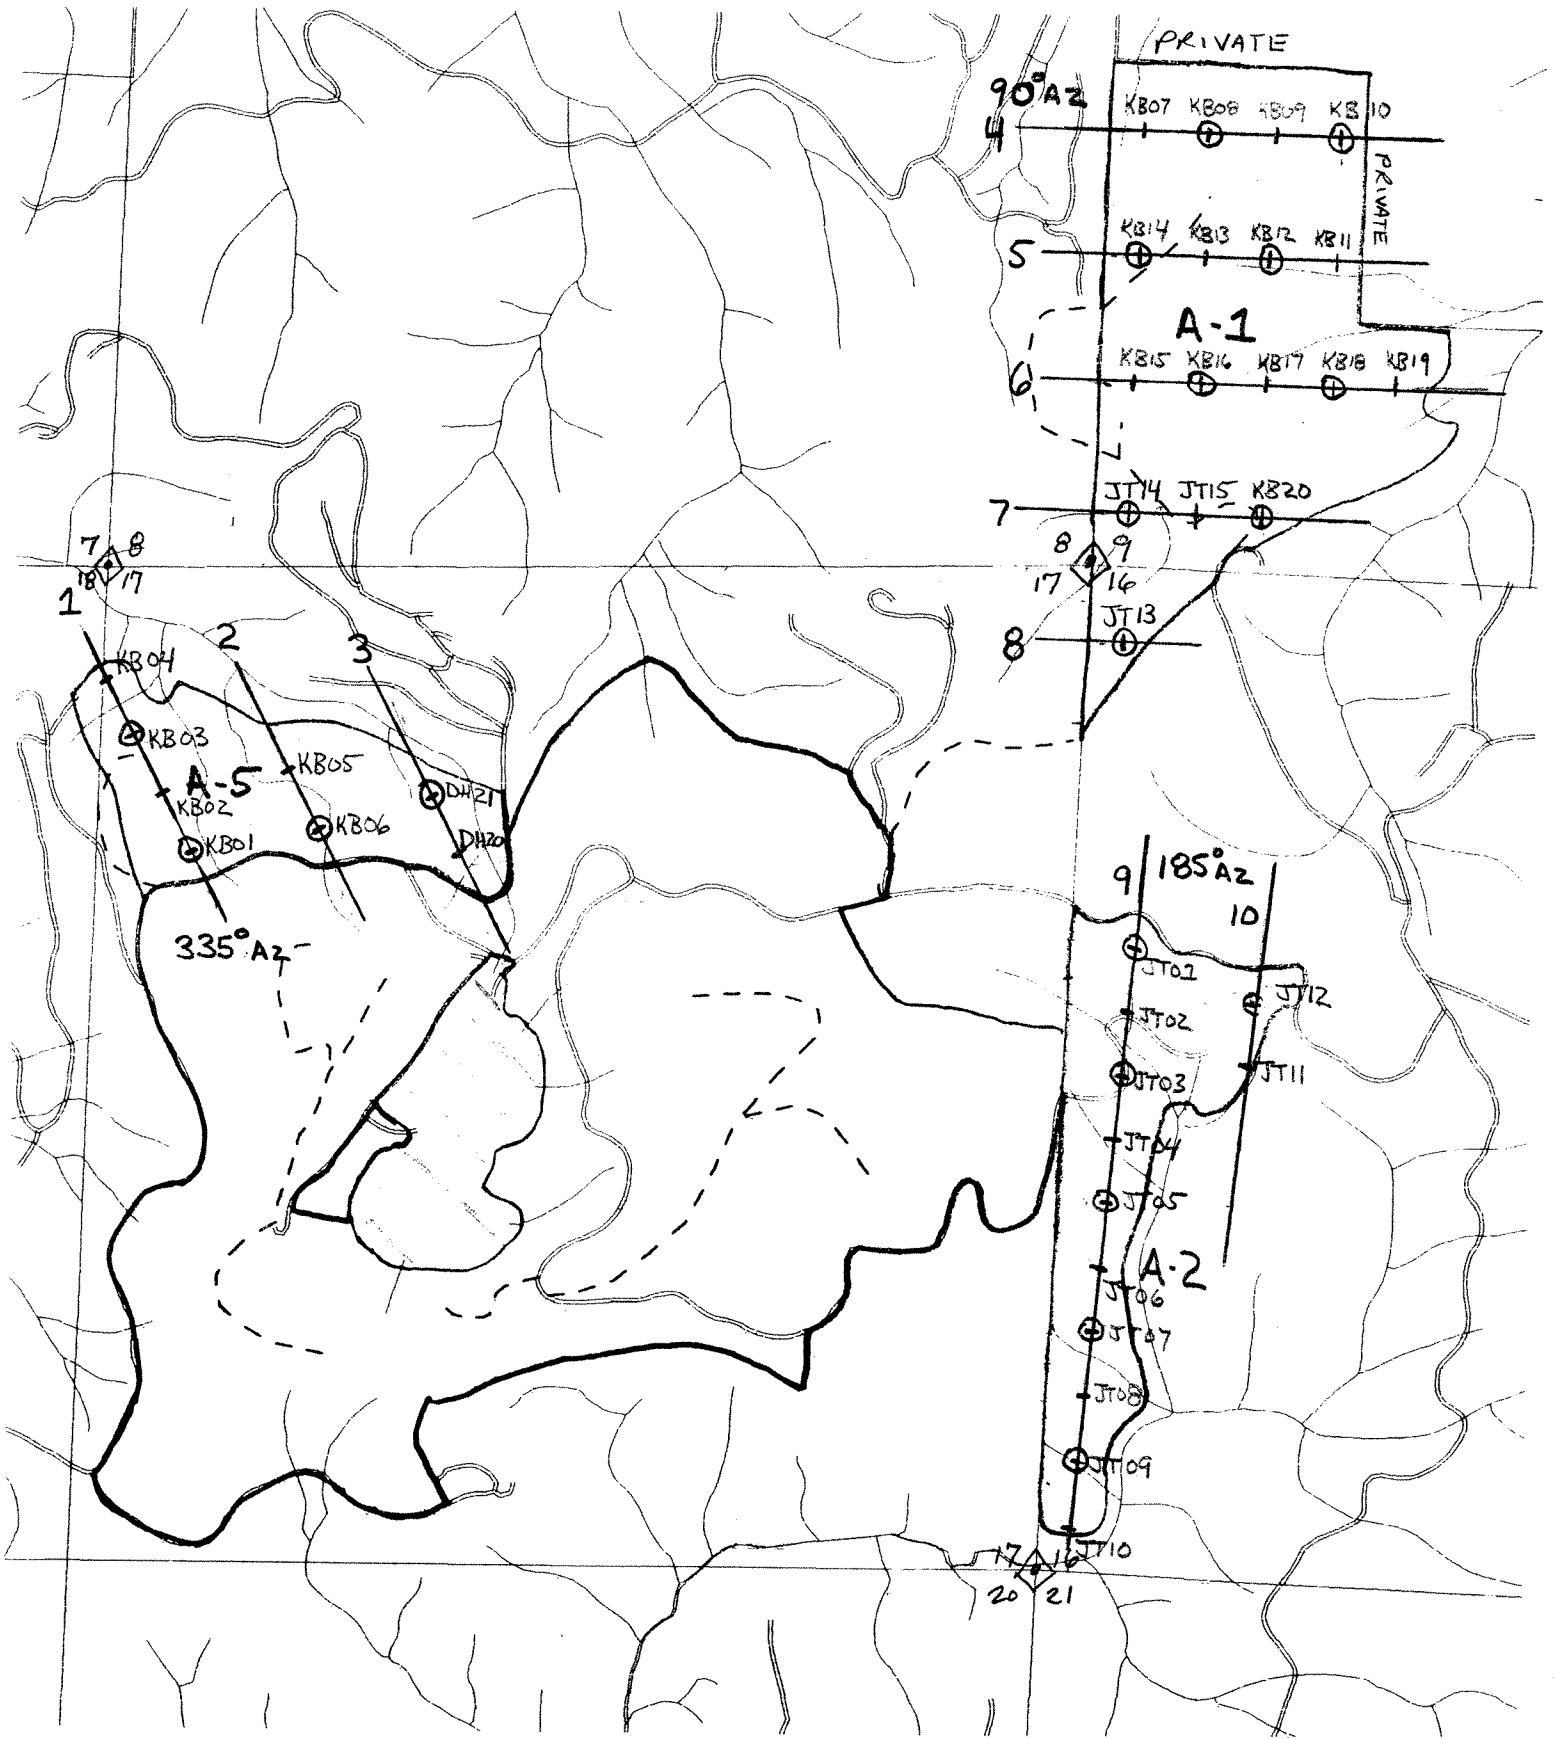 PRIVATE
90° Az
KB07 KB08 KB09 KB10
4
PRIVATE
KB14 KB13 KB12 KB11
5
A-1
KB15 KB16 KB17 KB18 KB19
6
JT14 JT15 KB20
7
7 8
18 17
8 9
17 16
1
JT13
8
2
3
KB04
KB03
KB05
A-5
KB02
DH21
KB06
KB01
DH20
335° Az
9
185° Az
10
JT01
JT12
JT02
JT03
JT11
JT04
JT05
A-2
JT06
JT07
JT08
JT09
JT10
17 16
20 21